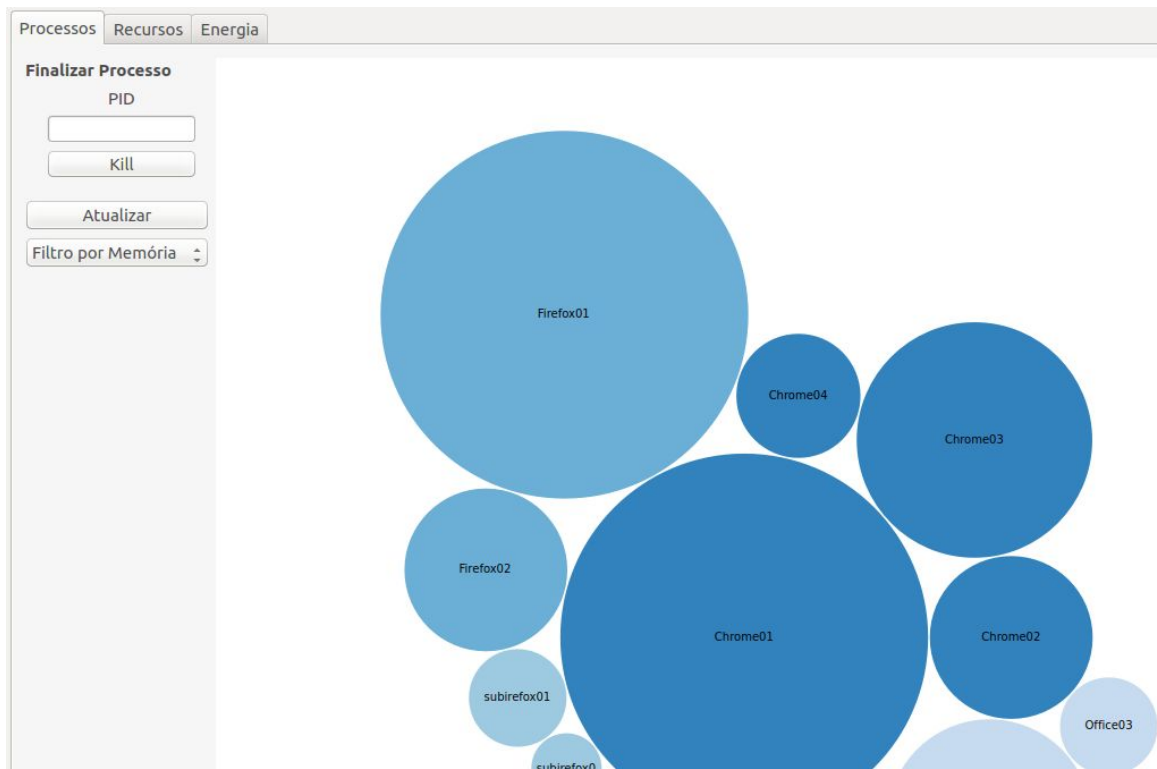 Processos Recursos Energia
Finalizar Processo
PID
Kill
Atualizar
Filtro por Memória
Firefox01
Chrome04
Chrome03
Firefox02
Chrome01
Chrome02
subirefox01
Office03
subirefox0